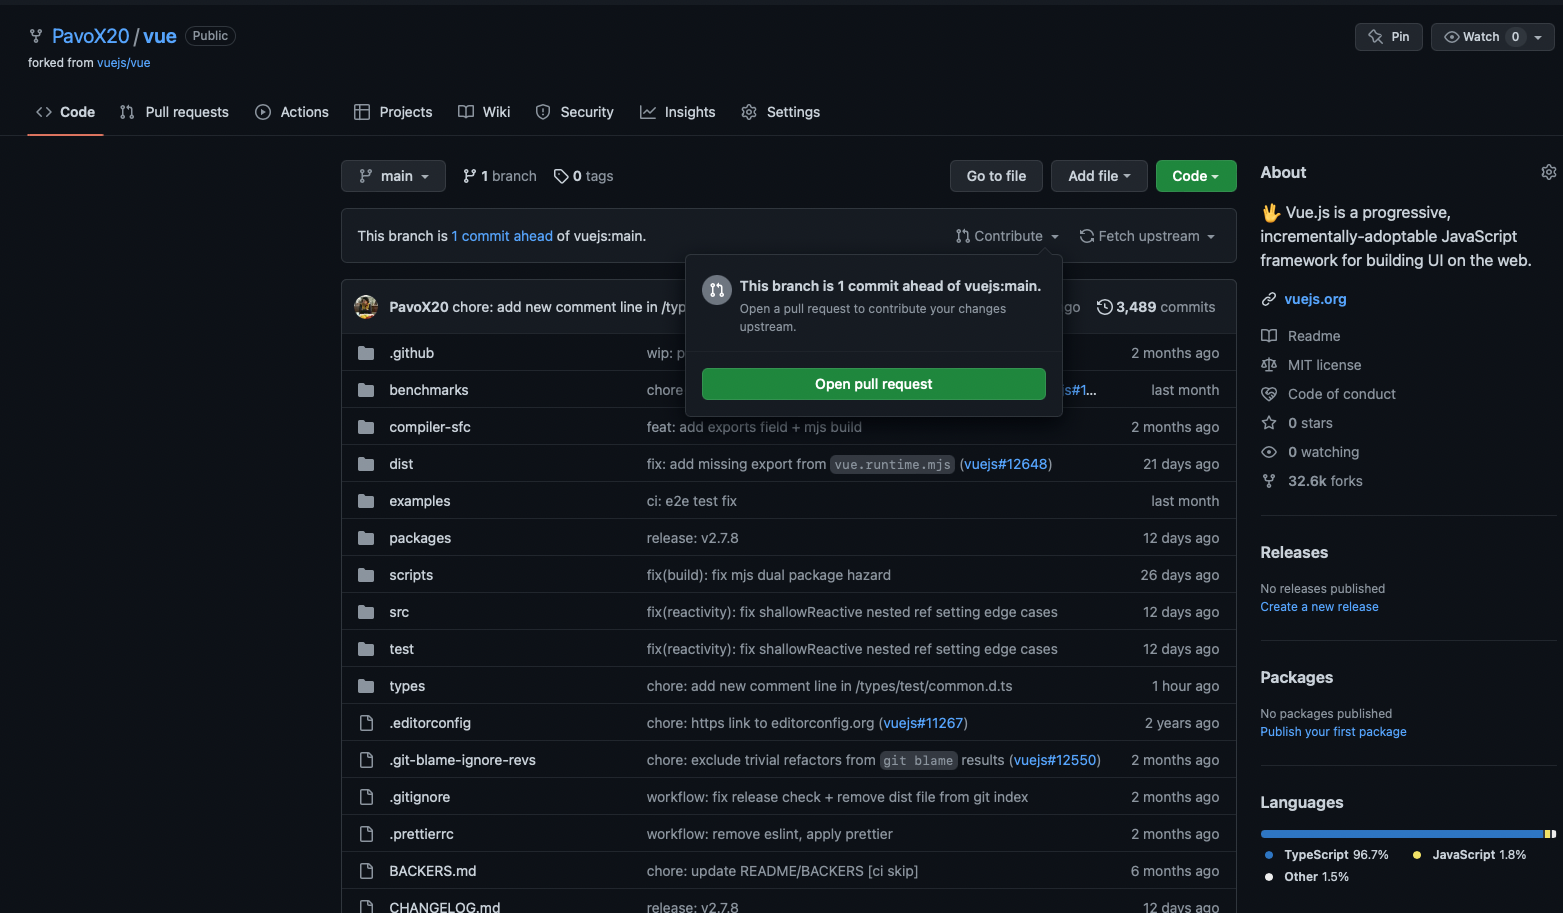 PavoX20 / vue Public
Pin
Watch 0
forked from vuejs/vue
Code
Pull requests
Actions
Projects
Wiki
Security
Insights
Settings
main
1 branch
0 tags
Go to file
Add file
Code
This branch is 1 commit ahead of vuejs:main.
Contribute
Fetch upstream
This branch is 1 commit ahead of vuejs:main.
Open a pull request to contribute your changes
upstream.
Open pull request
PavoX20 chore: add new comment line in /typ
go
3,489 commits
.github
wip: p
2 months ago
benchmarks
chore
s#1...
last month
compiler-sfc
feat: add exports field + mjs build
2 months ago
dist
fix: add missing export from vue.runtime.mjs (vuejs#12648)
21 days ago
examples
ci: e2e test fix
last month
packages
release: v2.7.8
12 days ago
scripts
fix(build): fix mjs dual package hazard
26 days ago
src
fix(reactivity): fix shallowReactive nested ref setting edge cases
12 days ago
test
fix(reactivity): fix shallowReactive nested ref setting edge cases
12 days ago
types
chore: add new comment line in /types/test/common.d.ts
1 hour ago
.editorconfig
chore: https link to editorconfig.org (vuejs#11267)
2 years ago
.git-blame-ignore-revs
chore: exclude trivial refactors from git blame results (vuejs#12550)
2 months ago
.gitignore
workflow: fix release check + remove dist file from git index
2 months ago
.prettierrc
workflow: remove eslint, apply prettier
2 months ago
BACKERS.md
chore: update README/BACKERS [ci skip]
6 months ago
CHANGELOG.md
release: v2.7.8
12 days ago
About
🖖 Vue.js is a progressive,
incrementally-adoptable JavaScript
framework for building UI on the web.
vuejs.org
Readme
MIT license
Code of conduct
0 stars
0 watching
32.6k forks
Releases
No releases published
Create a new release
Packages
No packages published
Publish your first package
Languages
TypeScript 96.7%
JavaScript 1.8%
Other 1.5%